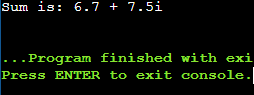 Sum is: 6.7 + 7.5i
...Program finished with exi
Press ENTER to exit console.